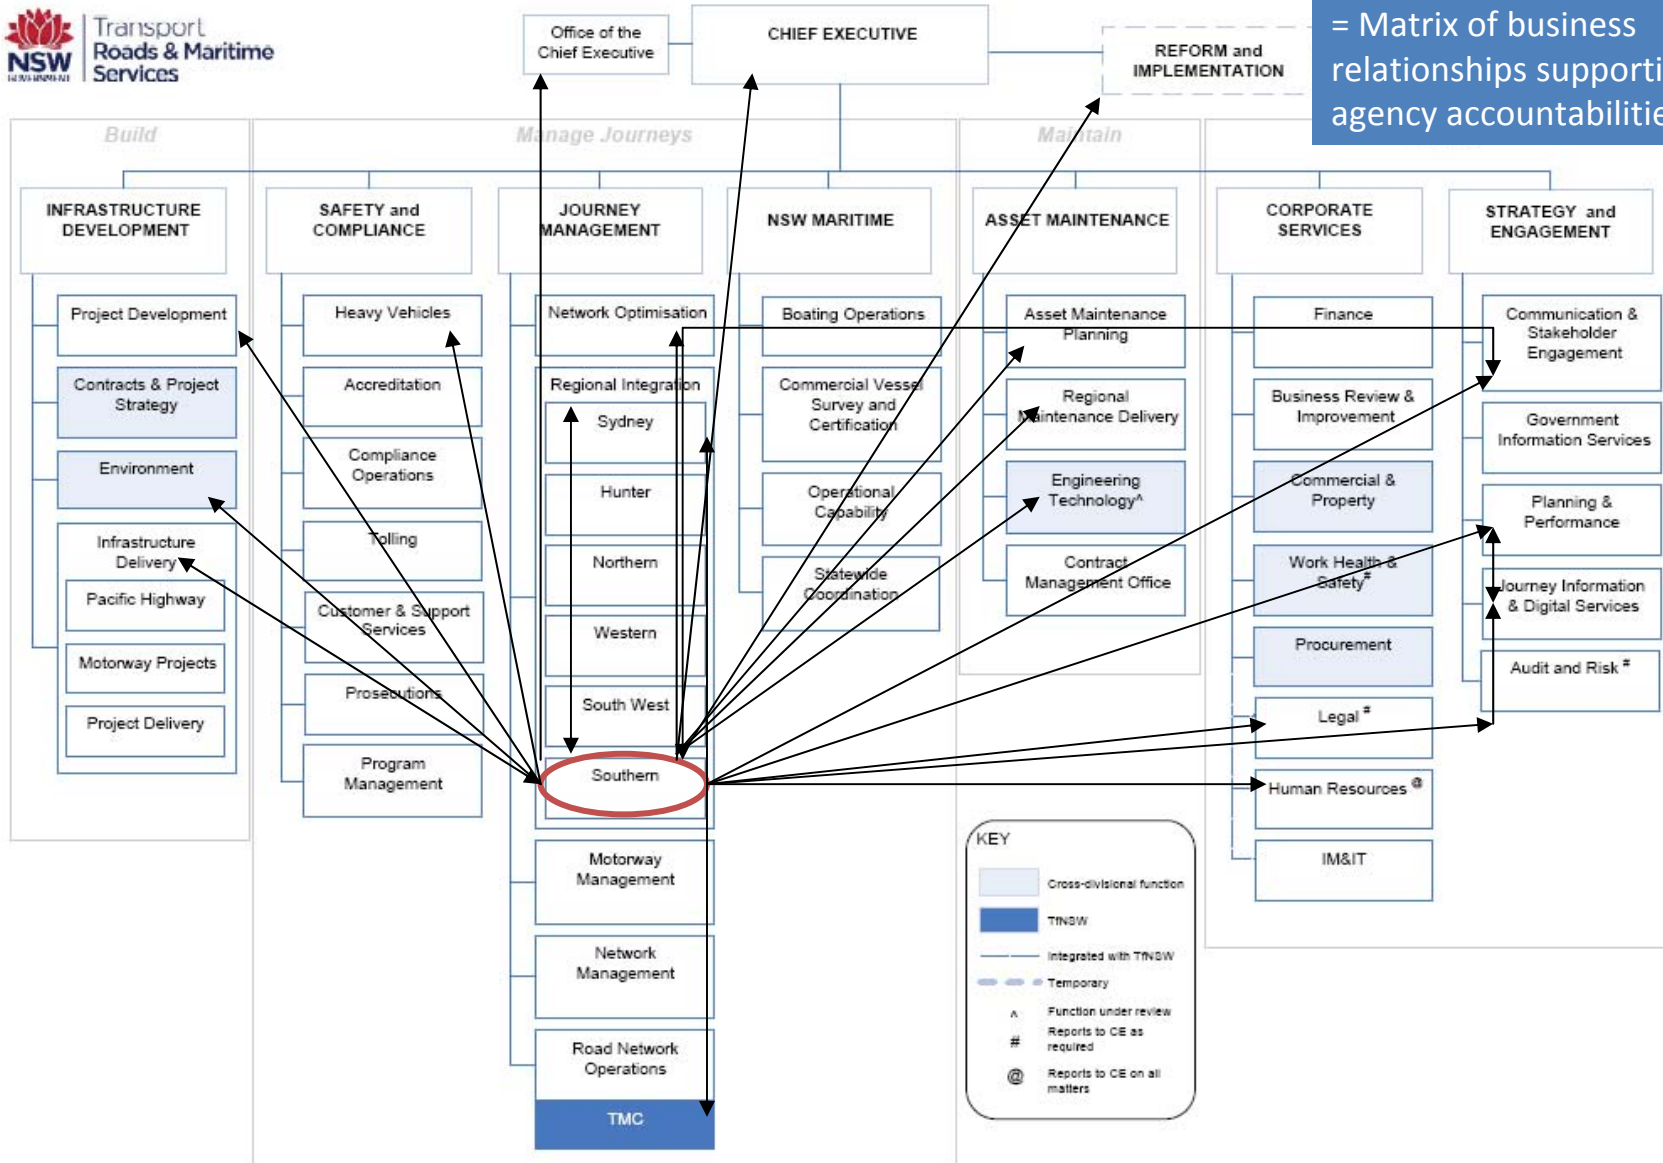 Transport
Roads & Maritime
Services
NSW
GOVERNMENT
Office of the
Chief Executive
CHIEF EXECUTIVE
REFORM and
IMPLEMENTATION
= Matrix of business
relationships supporti
agency accountabilitie
Build
Manage Journeys
Maintain
INFRASTRUCTURE
DEVELOPMENT
SAFETY and
COMPLIANCE
JOURNEY
MANAGEMENT
NSW MARITIME
ASSET MAINTENANCE
CORPORATE
SERVICES
STRATEGY and
ENGAGEMENT
Project Development
Contracts & Project
Strategy
Environment
Infrastructure
Delivery
Pacific Highway
Motorway Projects
Project Delivery
Heavy Vehicles
Accreditation
Compliance
Operations
Tolling
Customer & Support
Services
Prosecutions
Program
Management
Network Optimisation
Regional Integration
Sydney
Hunter
Northern
Western
South West
Southern
Motorway
Management
Network
Management
Road Network
Operations
TMC
Boating Operations
Commercial Vessel
Survey and
Certification
Operational
Capability
Statewide
Coordination
Asset Maintenance
Planning
Regional
Maintenance Delivery
Engineering
Technology^
Contract
Management Office
Finance
Business Review &
Improvement
Commercial &
Property
Work Health &
Safety#
Procurement
Legal #
Human Resources @
IM&IT
Communication &
Stakeholder
Engagement
Government
Information Services
Planning &
Performance
Journey Information
& Digital Services
Audit and Risk #
KEY
Cross-divisional function
TfNSW
Integrated with TfNSW
Temporary
^ Function under review
# Reports to CE as
required
@ Reports to CE on all
matters